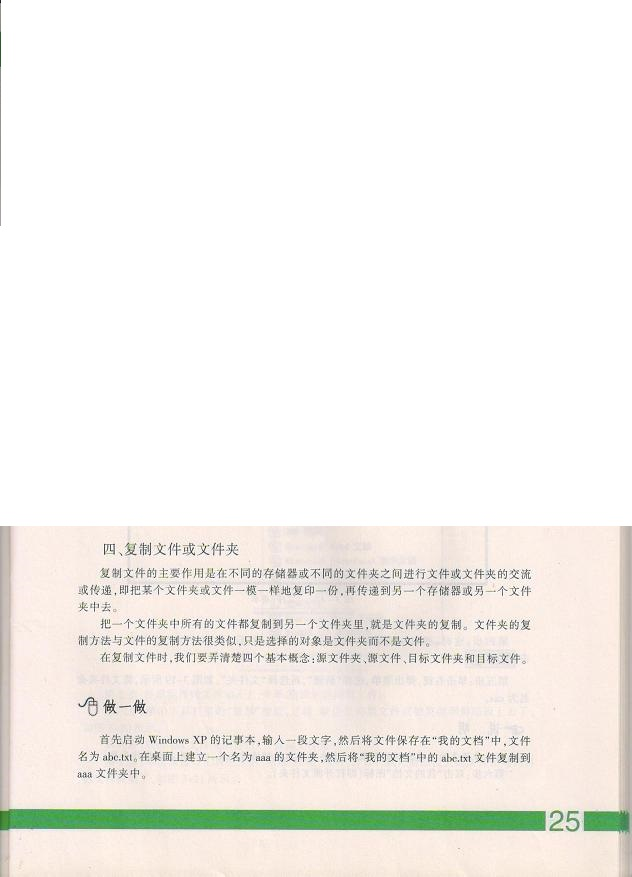 四、复制文件或文件夹
复制文件的主要作用是在不同的存储器或不同的文件夹之间进行文件或文件夹的交流
或传递,即把某个文件夹或文件一模一样地复印一份,再传递到另一个存储器或另一个文件
夹中去。
把一个文件夹中所有的文件都复制到另一个文件夹里,就是文件夹的复制。文件夹的复
制方法与文件的复制方法很类似,只是选择的对象是文件夹而不是文件。
在复制文件时,我们要弄清楚四个基本概念:源文件夹、源文件、目标文件夹和目标文件。
做一做
首先启动 Windows XP 的记事本,输入一段文字,然后将文件保存在“我的文档”中,文件
名为 abc.txt。在桌面上建立一个名为 aaa 的文件夹,然后将“我的文档”中的 abc.txt 文件复制到
aaa 文件夹中。
25